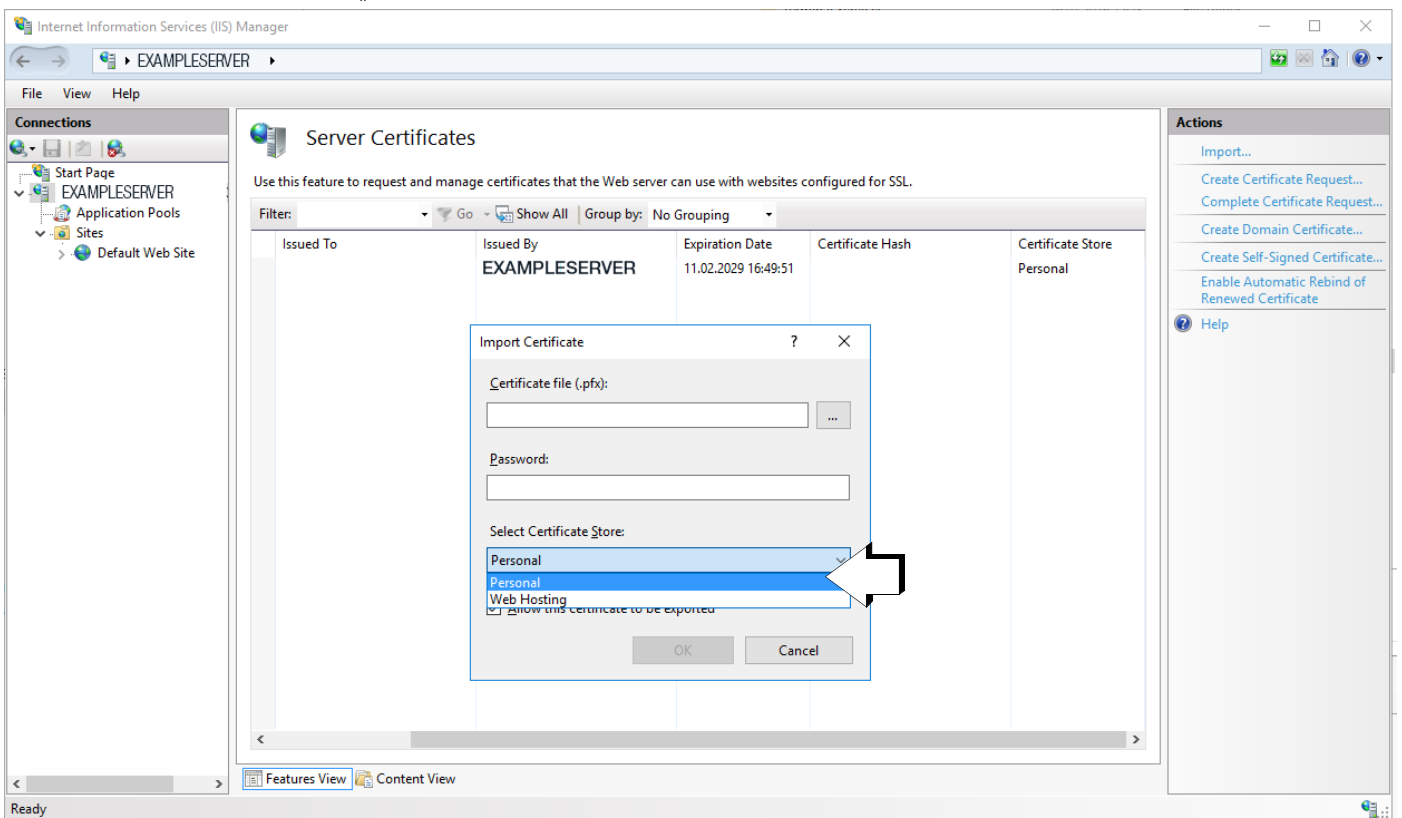 Internet Information Services (IIS) Manager
EXAMPLESERVER
File View Help
Connections
Start Page
EXAMPLESERVER
Application Pools
Sites
Default Web Site
Server Certificates
Use this feature to request and manage certificates that the Web server can use with websites configured for SSL.
Filter: Go Show All Group by: No Grouping
Issued To Issued By Expiration Date Certificate Hash Certificate Store
EXAMPLESERVER 11.02.2029 16:49:51 Personal
Import Certificate ?
Certificate file (.pfx):
...
Password:
Select Certificate Store:
Personal
Personal
Web Hosting
Allow this certificate to be exported
OK Cancel
Features View Content View
Actions
Import...
Create Certificate Request...
Complete Certificate Request...
Create Domain Certificate...
Create Self-Signed Certificate...
Enable Automatic Rebind of
Renewed Certificate
Help
Ready